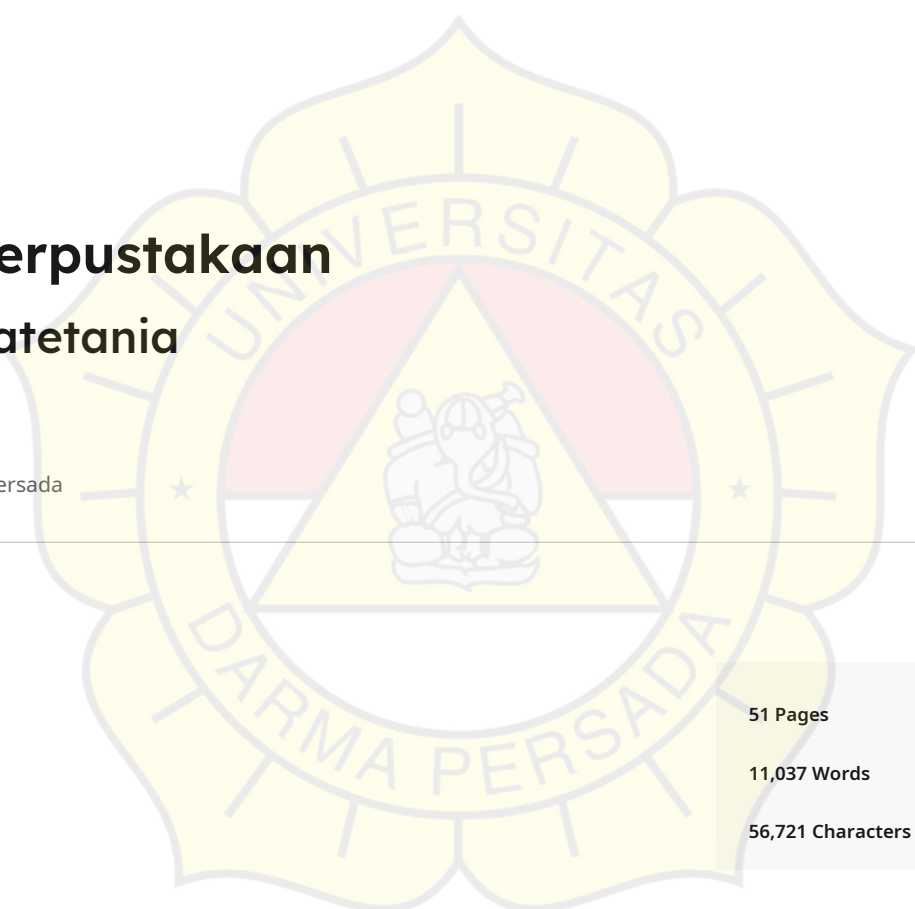 erpustakaan
atetania
ersada
UNIVERSITAS
DARMA PERSADA
51 Pages
11,037 Words
56,721 Characters